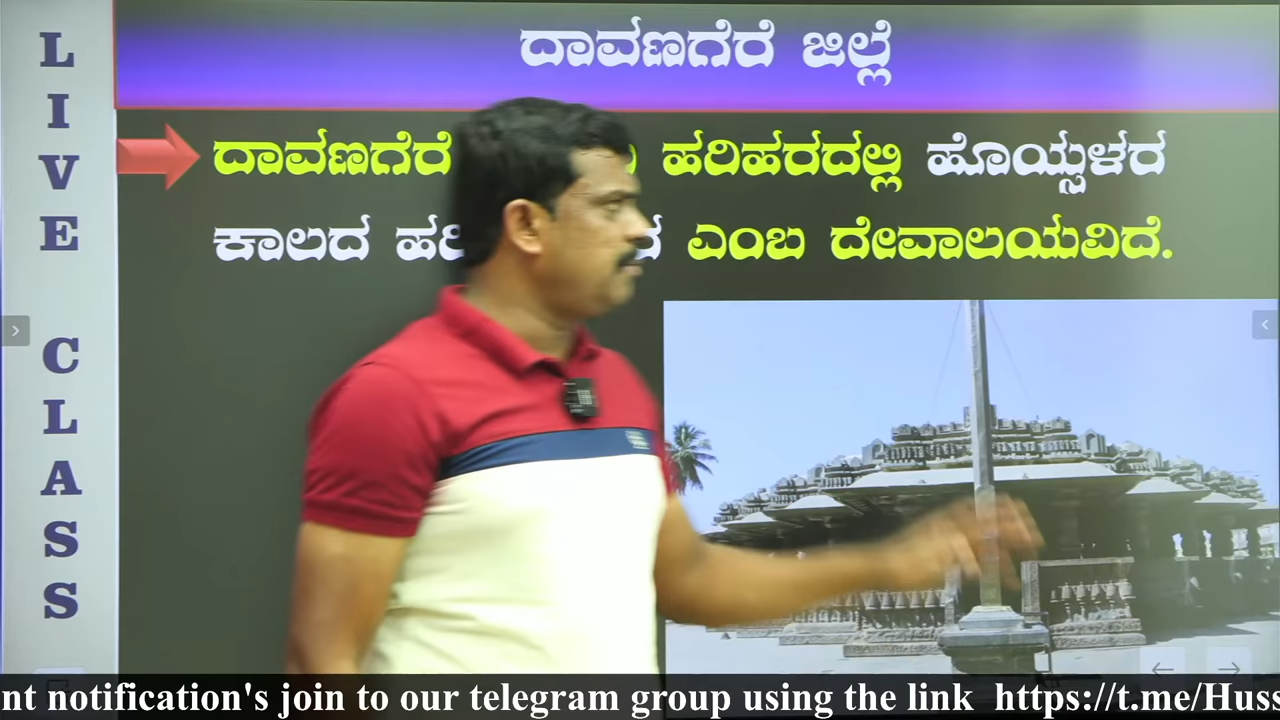 LIVE CLASS
ದಾವಣಗೆರೆ ಜಿಲ್ಲೆ
ದಾವಣಗೆರೆ ಹರಿಹರದಲ್ಲಿ ಹೊಯ್ಸಳರ
ಕಾಲದ ಎಂಬ ದೇವಾಲಯವಿದೆ.
nt notification's join to our telegram group using the link https://t.me/Huss